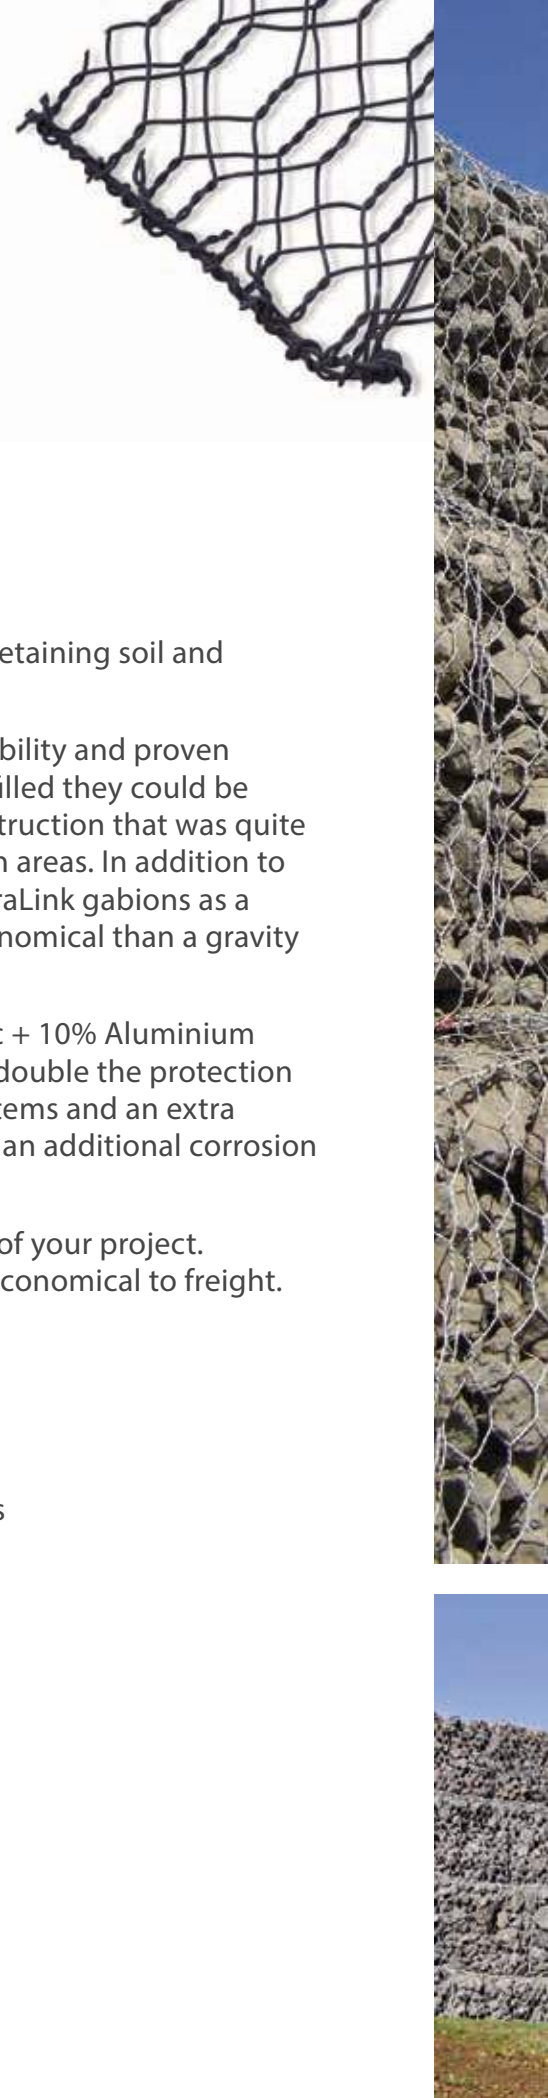 etaining soil and
bility and proven
illed they could be
truction that was quite
n areas. In addition to
raLink gabions as a
nomical than a gravity
c + 10% Aluminium
double the protection
tems and an extra
an additional corrosion
of your project.
conomical to freight.
s